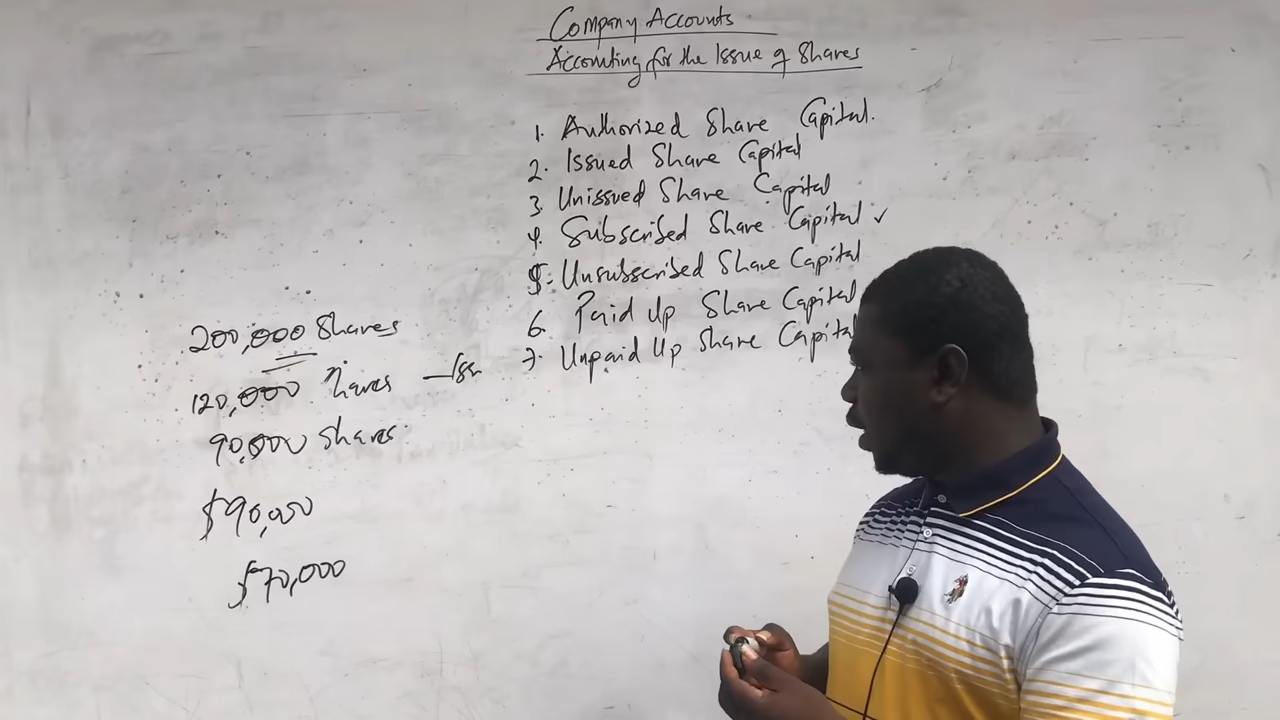 Company Accounts
Accounting for the Issue of Shares
1. Authorized Share Capital.
2. Issued Share Capital
3. Unissued Share Capital
4. Subscribed Share Capital ✓
5. Unsubscribed Share Capital
6. Paid Up Share Capital
7. Unpaid Up Share Capital
200,000 Shares
120,000 Shares — Iss
90,000 Shares
$90,000
$70,000